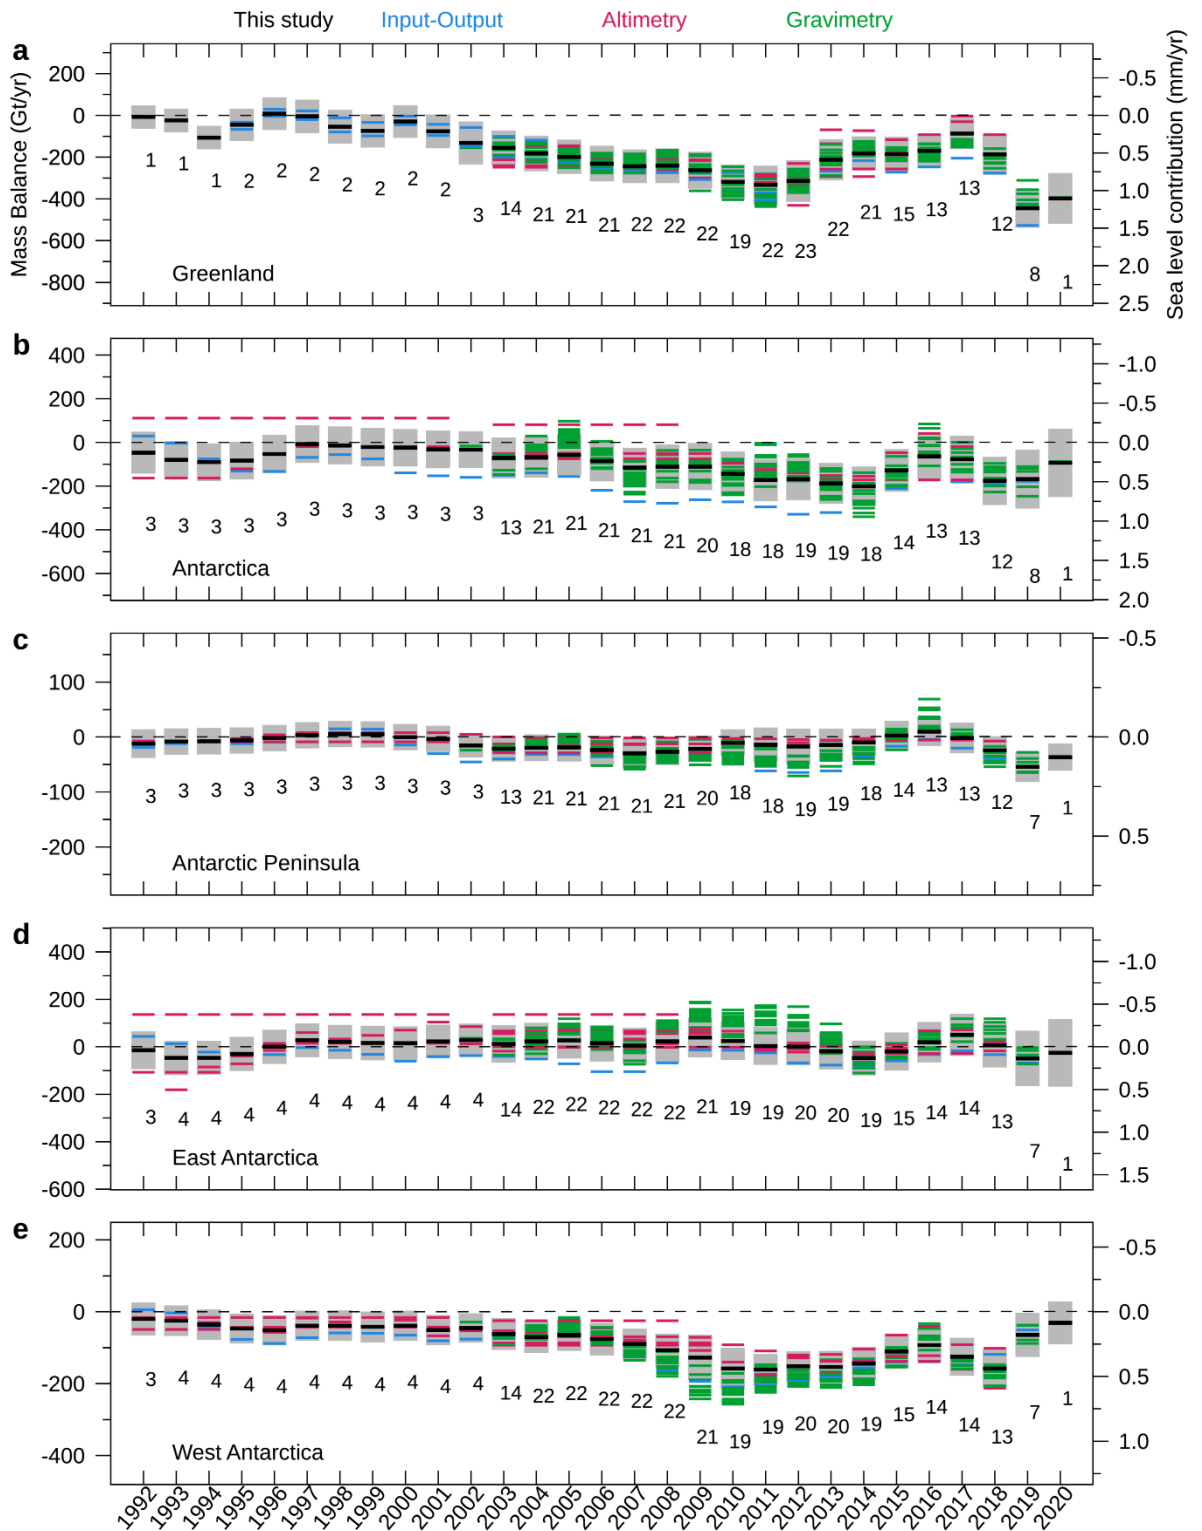 This study Input-Output Altimetry Gravimetry
a
Mass Balance (Gt/yr)
Sea level contribution (mm/yr)
200
0
-200
-400
-600
-800
-0.5
0.0
0.5
1.0
1.5
2.0
2.5
1 1 1 2 2 2 2 2 2 2 3 14 21 21 21 22 22 22 19 22 23 22 21 15 13 13 12 8 1
Greenland
b
400
200
0
-200
-400
-600
-1.0
-0.5
0.0
0.5
1.0
1.5
2.0
3 3 3 3 3 3 3 3 3 3 3 13 21 21 21 21 21 20 18 18 19 19 18 14 13 13 12 8 1
Antarctica
c
100
0
-100
-200
-0.5
0.0
0.5
3 3 3 3 3 3 3 3 3 3 3 13 21 21 21 21 21 20 18 18 19 19 18 14 13 13 12 7 1
Antarctic Peninsula
d
400
200
0
-200
-400
-600
-1.0
-0.5
0.0
0.5
1.0
1.5
3 4 4 4 4 4 4 4 4 4 4 14 22 22 22 22 22 21 19 19 20 20 19 15 14 14 13 7 1
East Antarctica
e
200
0
-200
-400
-0.5
0.0
0.5
1.0
3 4 4 4 4 4 4 4 4 4 4 14 22 22 22 22 22 21 19 19 20 20 19 15 14 14 13 7 1
West Antarctica
1992 1993 1994 1995 1996 1997 1998 1999 2000 2001 2002 2003 2004 2005 2006 2007 2008 2009 2010 2011 2012 2013 2014 2015 2016 2017 2018 2019 2020